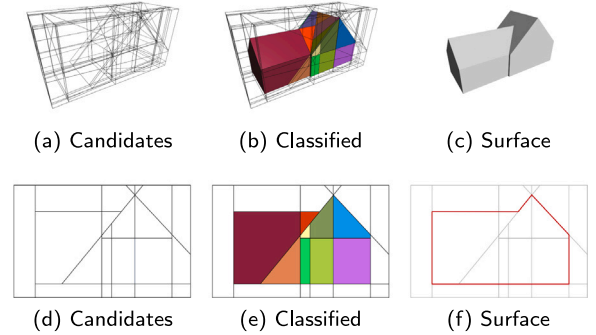 (a) Candidates
(b) Classified
(c) Surface
(d) Candidates
(e) Classified
(f) Surface